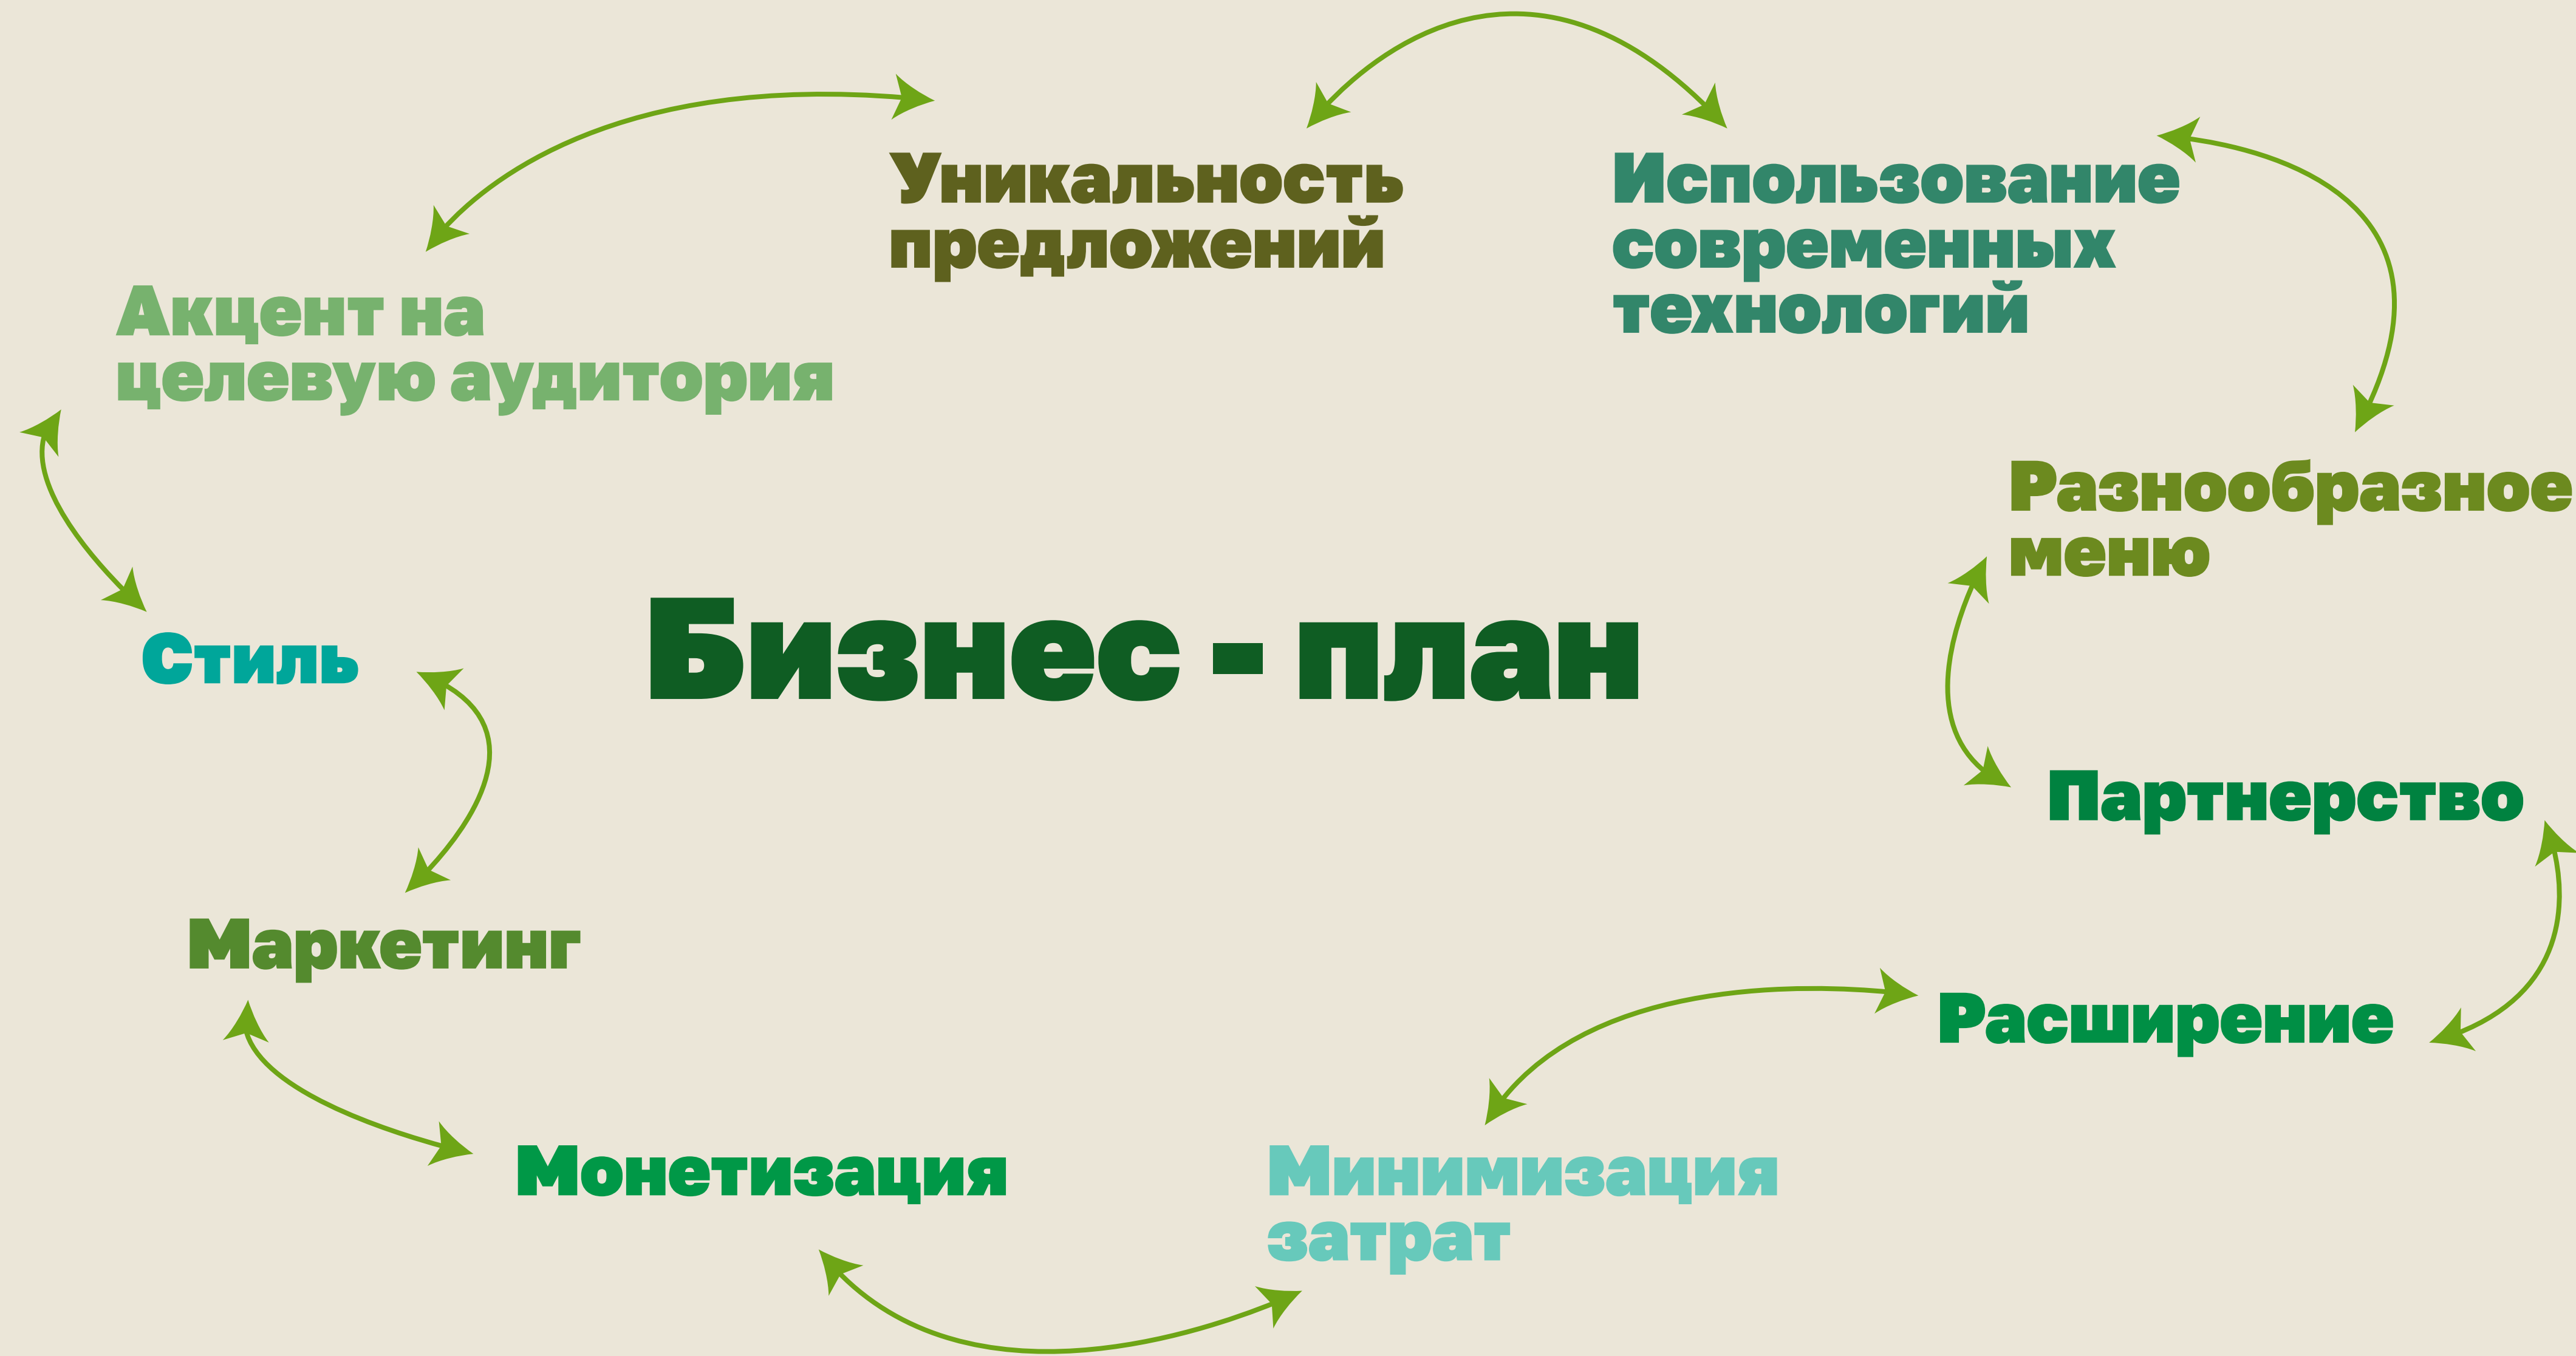 Уникальность
предложений
Использование
современных
технологий
Акцент на
целевую аудитория
Разнообразное
меню
Бизнес - план
Стиль
Партнерство
Маркетинг
Расширение
Монетизация
Минимизация
затрат